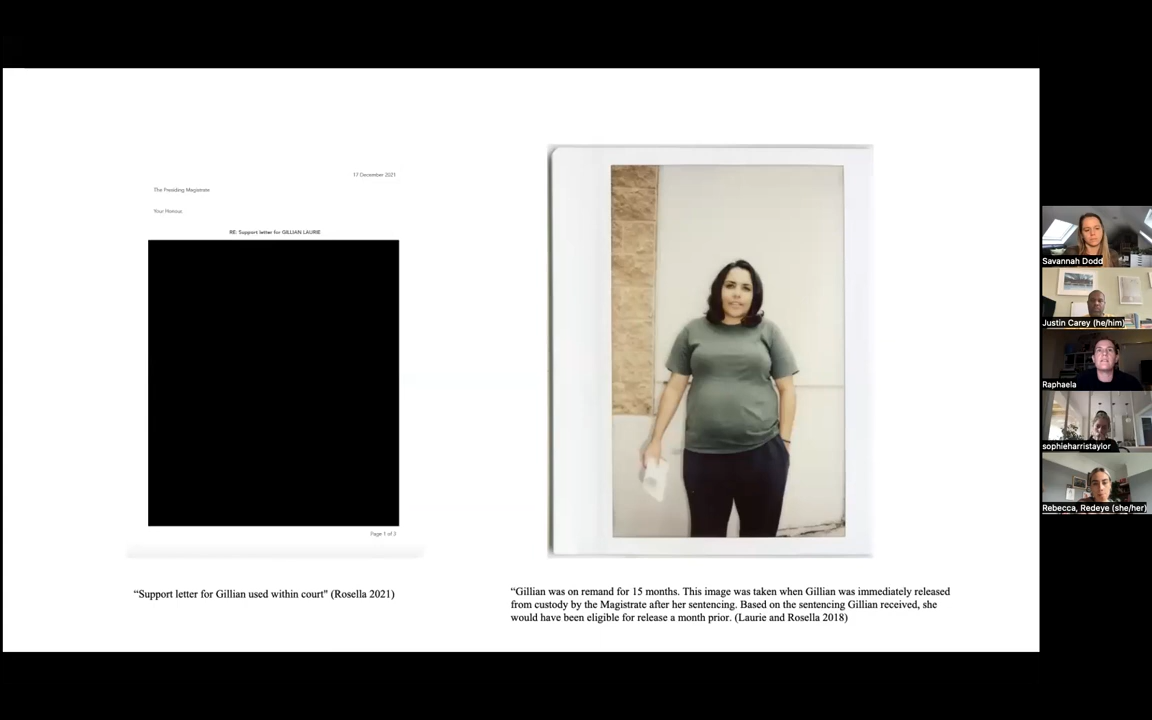 17 December 2021
The Presiding Magistrate
Your Honour,
RE: Support letter for GILLIAN LAURIE
Page 1 of 3
“Support letter for Gillian used within court" (Rosella 2021)
“Gillian was on remand for 15 months. This image was taken when Gillian was immediately released
from custody by the Magistrate after her sentencing. Based on the sentencing Gillian received, she
would have been eligible for release a month prior. (Laurie and Rosella 2018)
Savannah Dodd
Justin Carey (he/him)
Raphaela
sophieharristaylor
Rebecca, Redeye (she/her)